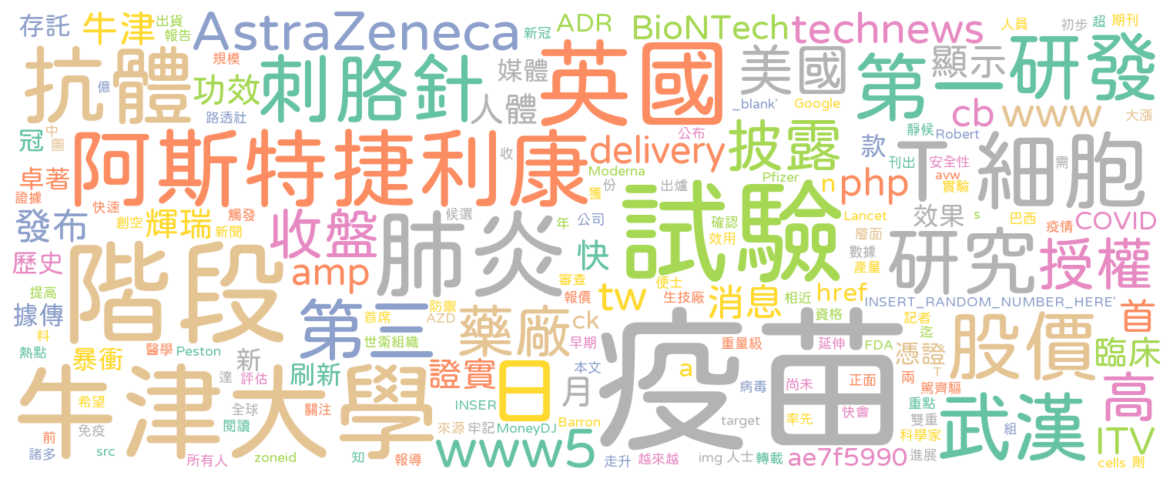 存託
牛津
出貨
報告
AstraZeneca
新冠
ADR
BioNTech
technews
人員
初步
超
期刊
抗體
億
規模
功效
路透社
刺胳針
媒體
人體
英國
美國
_blank'
Google
第一
顯示
研發
cb
www
大漲
冠
中
圖
阿斯特捷利康
收
delivery
公布
披露
靜候
Robert
款
刊出
安全性
T
細胞
卓著
證據
快速
Moderna
份
出爐
獲
Pfizer
n
php
avw
實驗
需
發布
創空
輝瑞
新聞
觸發
收盤
肺炎
候選
年
公司
快
試驗
確認
效用
Lancet
效果
層面
數據
s
巴西
疫情
COVID
歷史
階段
amp
審查
使士
tw
生技廠
消息
相近
href
產量
研究
授權
提高
據傳
料
第三
防禦
AZD
首席
世衛組織
藥廠
報價
ck
早期
重量級
資格
延伸
'INSERT_RANDOM_NUMBER_HERE'
記者
迄
FDA
股價
首
臨床
熱點
暴衝
醫學
Peston
新
刷新
證實
日
月
本文
疫苗
a
病毒
尚未
正面
憑證
兩
T
駕齊驅
高
牛津大學
達
評估
希望
全球
關注
閱讀
INSER
來源
牢記
MoneyDJ
Barron
target
率先
快會
重點
雙重
科學家
組
武漢
ITV
前
免疫
諸多
src
所有人
zoneid
知
報導
www5
走升
越來越
img
人士
轉載
ae7f5990
進展
cells
劑